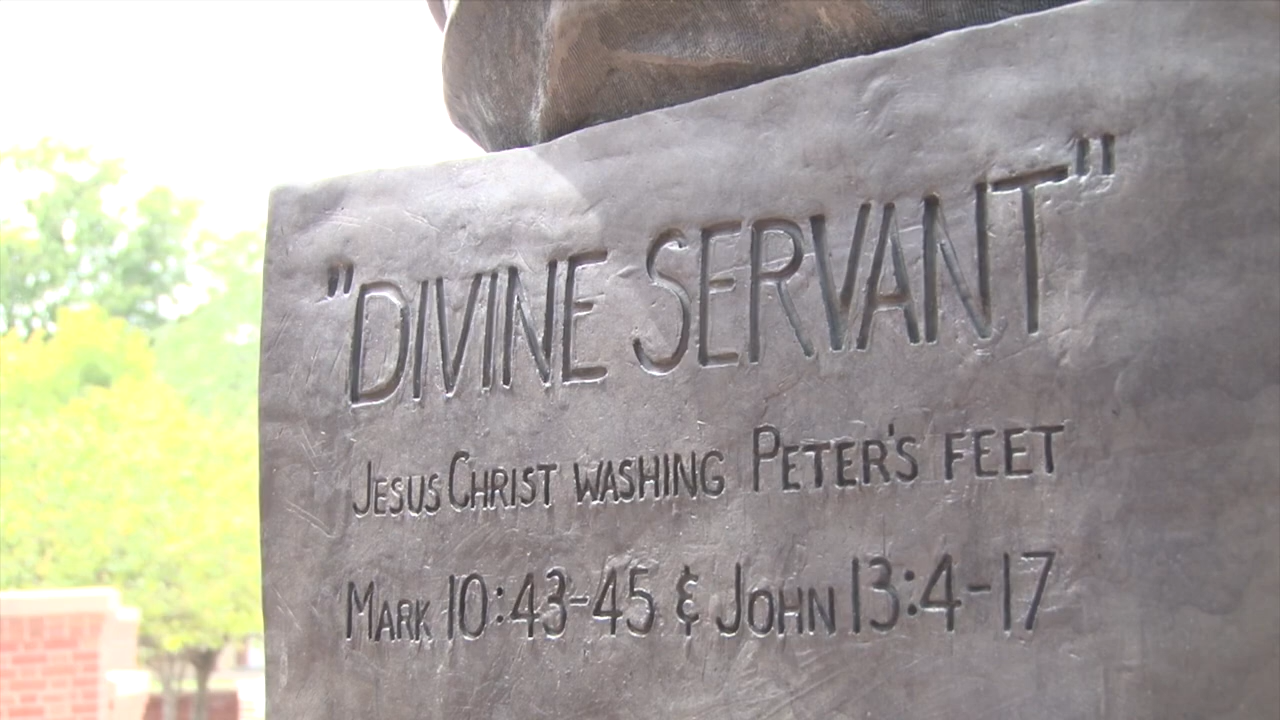 "DIVINE SERVANT"
JESUS CHRIST WASHING PETER'S FEET
MARK 10:43-45 & JOHN 13:4-17